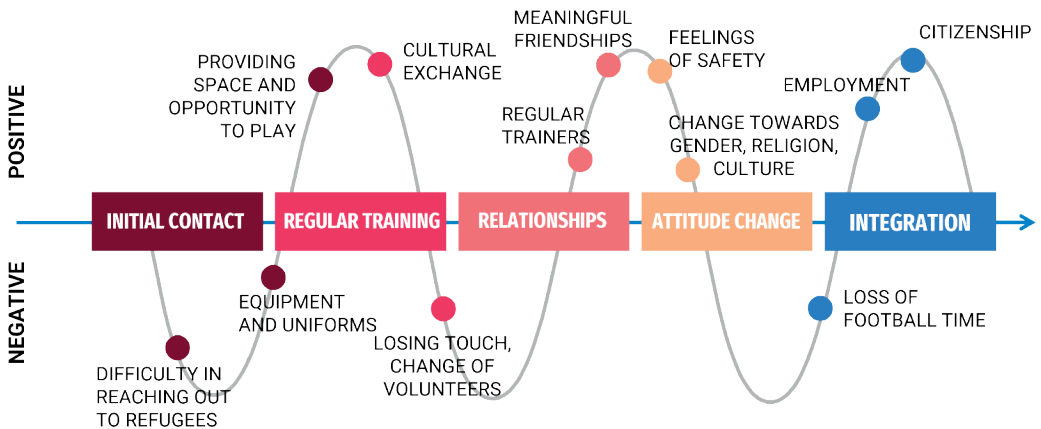 POSITIVE
NEGATIVE
PROVIDING
SPACE AND
OPPORTUNITY
TO PLAY
CULTURAL
EXCHANGE
MEANINGFUL
FRIENDSHIPS
REGULAR
TRAINERS
FEELINGS
OF SAFETY
CHANGE TOWARDS
GENDER, RELIGION,
CULTURE
EMPLOYMENT
CITIZENSHIP
INITIAL CONTACT
REGULAR TRAINING
RELATIONSHIPS
ATTITUDE CHANGE
INTEGRATION
DIFFICULTY IN
REACHING OUT
TO REFUGEES
EQUIPMENT
AND UNIFORMS
LOSING TOUCH,
CHANGE OF
VOLUNTEERS
LOSS OF
FOOTBALL TIME